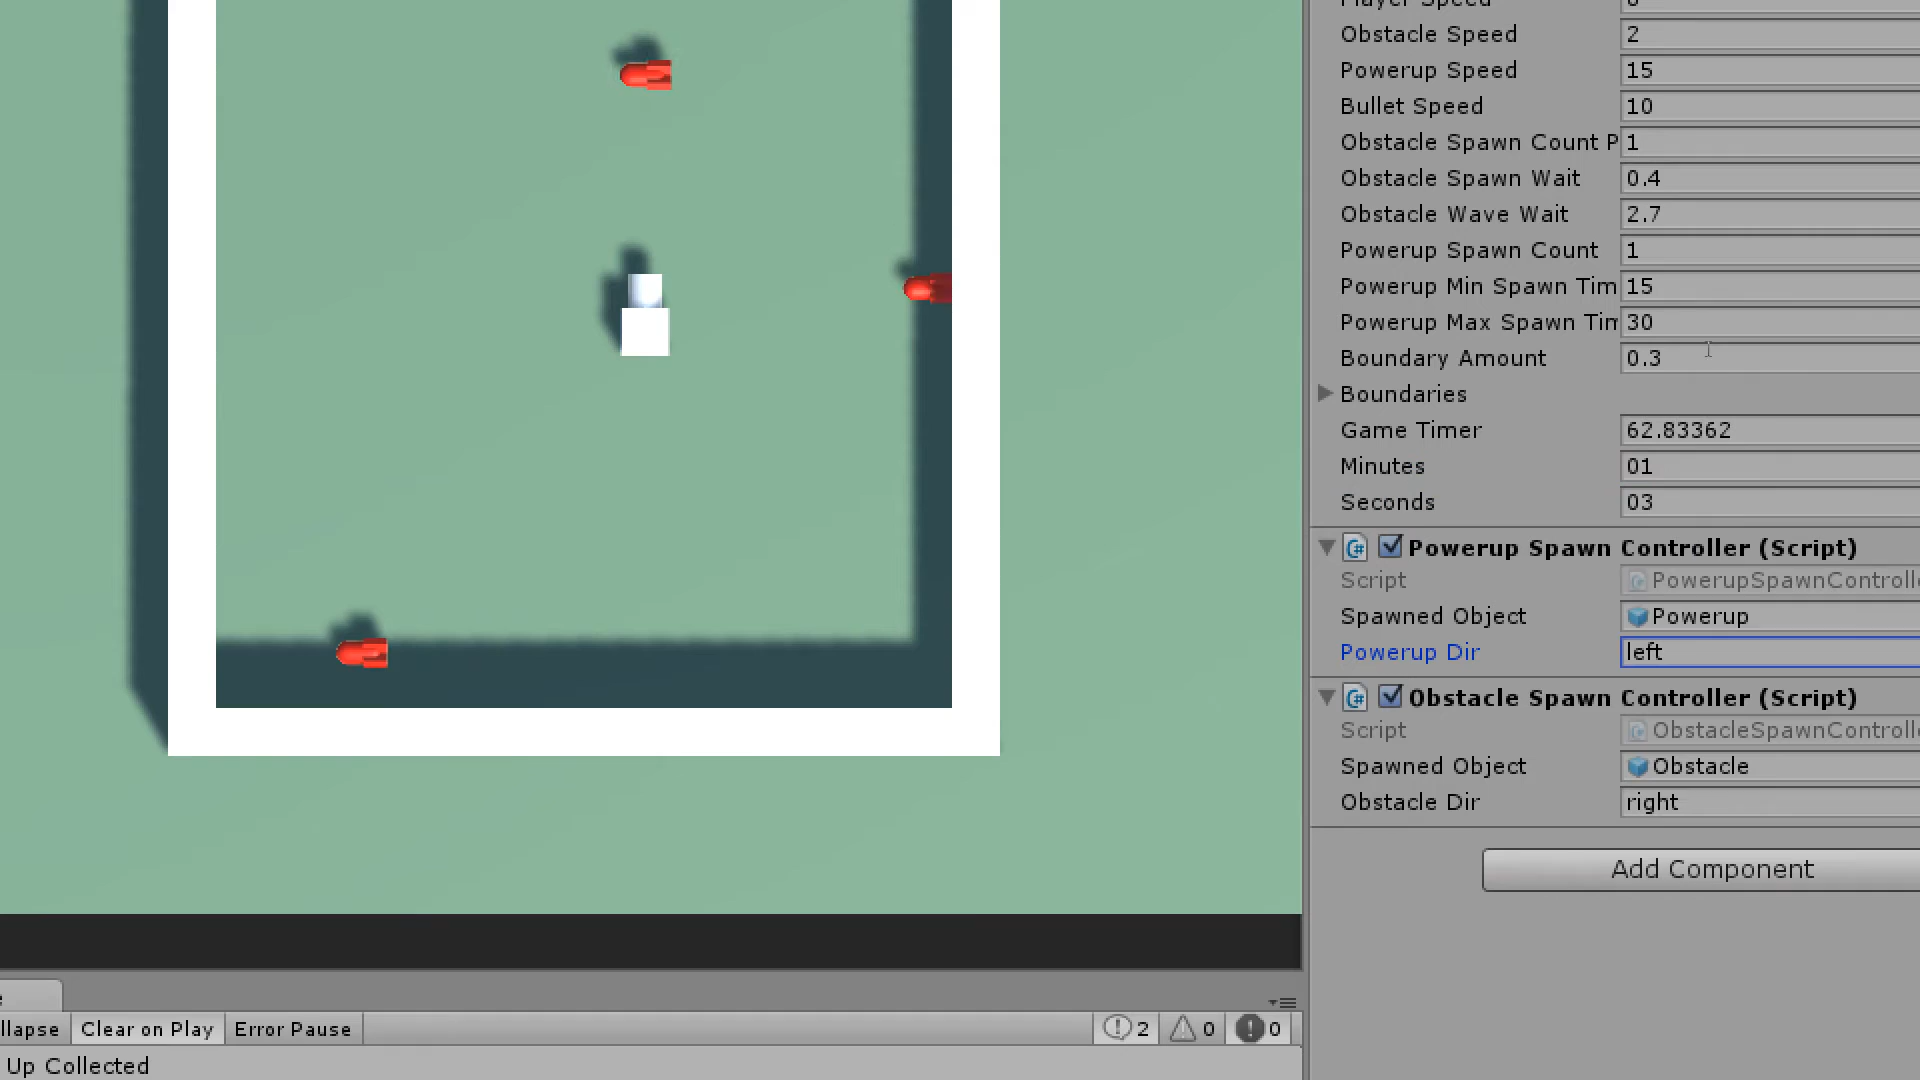 Player Speed
Obstacle Speed 2
Powerup Speed 15
Bullet Speed 10
Obstacle Spawn Count P 1
Obstacle Spawn Wait 0.4
Obstacle Wave Wait 2.7
Powerup Spawn Count 1
Powerup Min Spawn Tim 15
Powerup Max Spawn Tim 30
Boundary Amount 0.3
Boundaries
Game Timer 62.83362
Minutes 01
Seconds 03
Powerup Spawn Controller (Script)
Script PowerupSpawnControlle
Spawned Object Powerup
Powerup Dir left
Obstacle Spawn Controller (Script)
Script ObstacleSpawnControlle
Spawned Object Obstacle
Obstacle Dir right
Add Component
llapse Clear on Play Error Pause 2 0 0
Up Collected